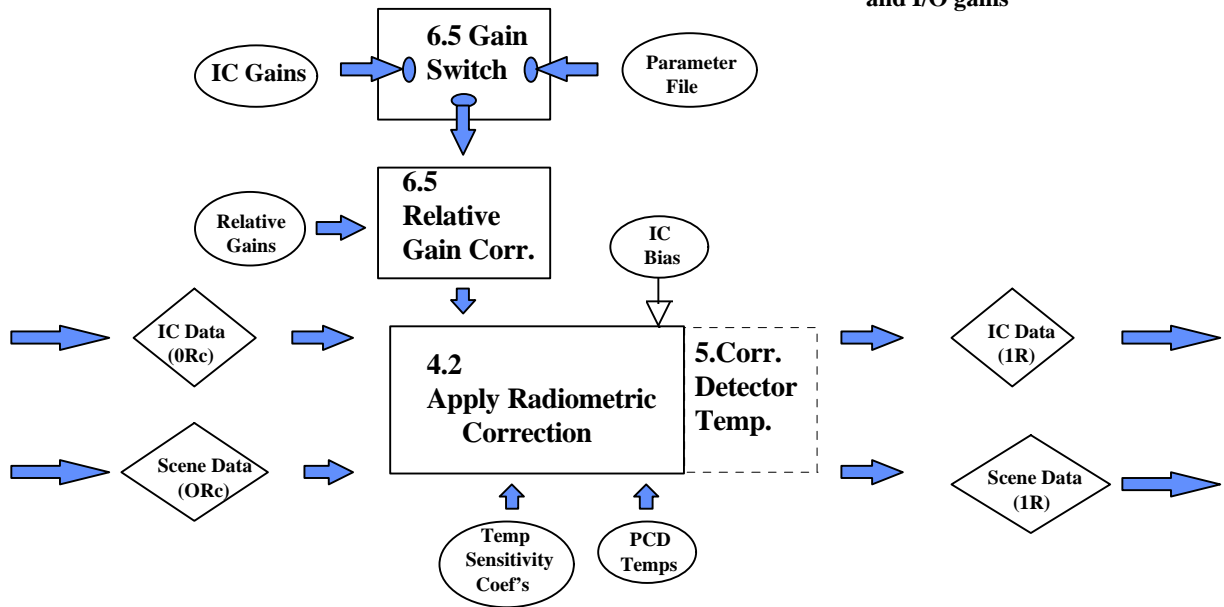 and I/O gains
6.5 Gain
Switch
IC Gains
Parameter
File
6.5
Relative
Gain Corr.
Relative
Gains
IC
Bias
IC Data
(0Rc)
4.2
Apply Radiometric
Correction
5.Corr.
Detector
Temp.
IC Data
(1R)
Scene Data
(ORc)
Scene Data
(1R)
Temp
Sensitivity
Coef's
PCD
Temps